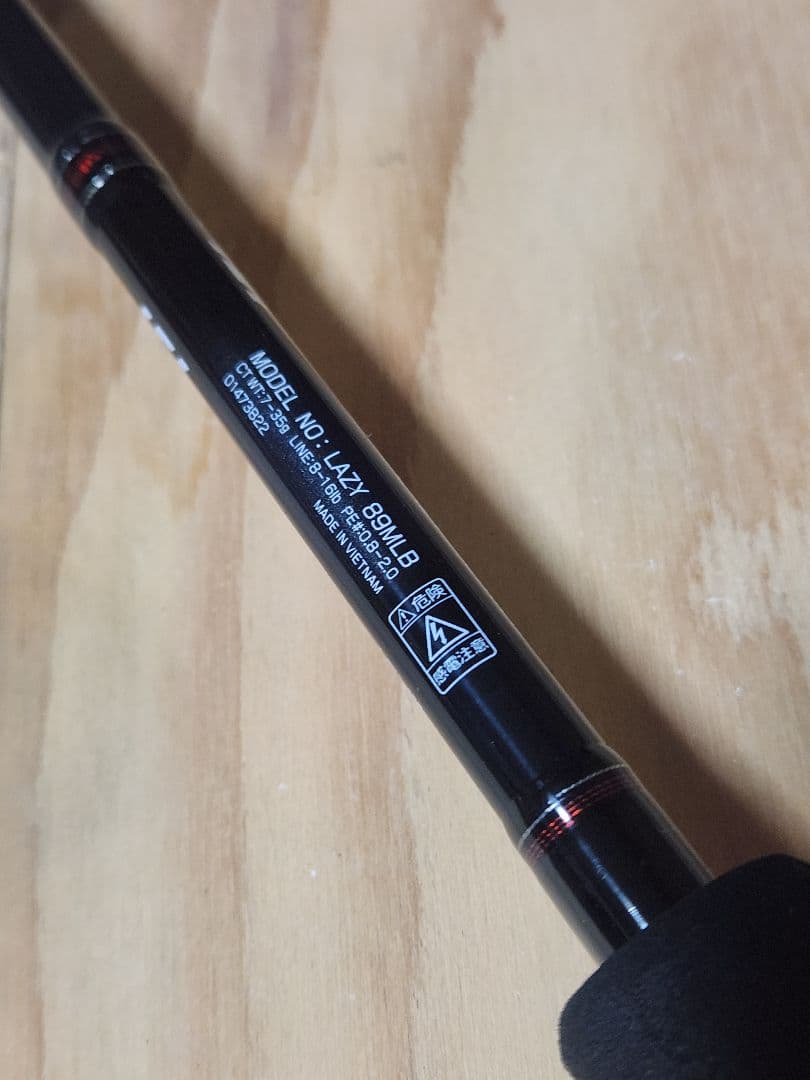 MODEL NO: LAZY 89MLB
CT WT:7-35g LINE:8-16lb PE#:0.8-2.0
01473B22 MADE IN VIETNAM
危険
感電注意